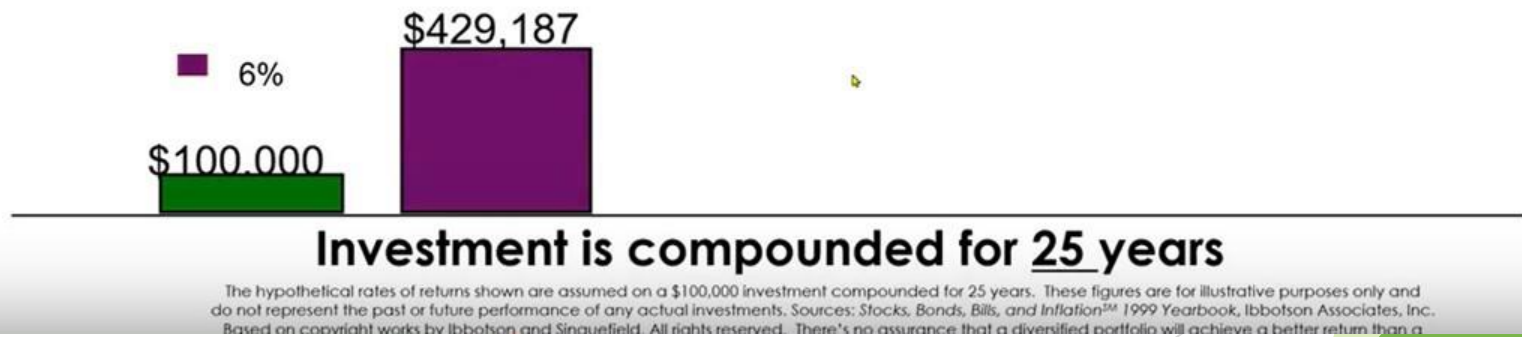 $429,187
6%
$100,000
Investment is compounded for 25 years
The hypothetical rates of returns shown are assumed on a $100,000 investment compounded for 25 years. These figures are for illustrative purposes only and
do not represent the past or future performance of any actual investments. Sources: Stocks, Bonds, Bills, and Inflation℠ 1999 Yearbook, Ibbotson Associates, Inc.
Based on copyright works by Ibbotson and Sinquefield. All rights reserved. There's no assurance that a diversified portfolio will achieve a better return than a